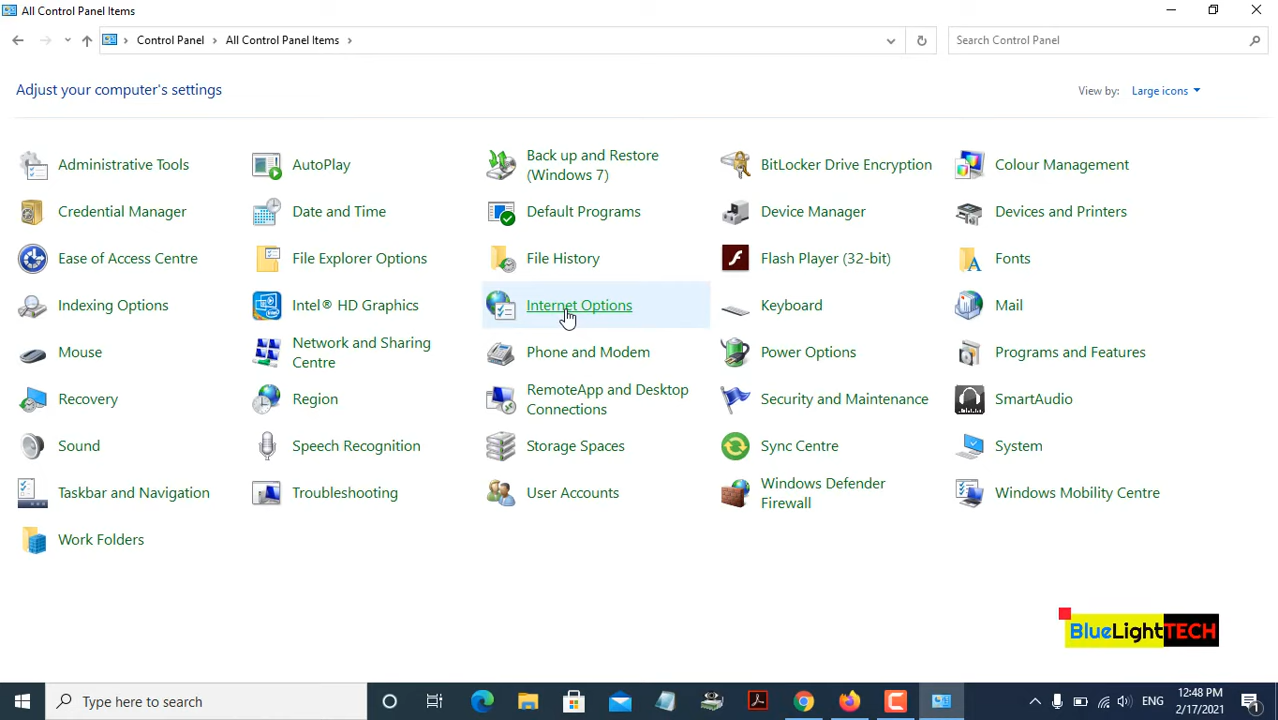 All Control Panel Items
Control Panel › All Control Panel Items ›
Search Control Panel
Adjust your computer's settings
View by: Large icons
Administrative Tools
AutoPlay
Back up and Restore
(Windows 7)
BitLocker Drive Encryption
Colour Management
Credential Manager
Date and Time
Default Programs
Device Manager
Devices and Printers
Ease of Access Centre
File Explorer Options
File History
Flash Player (32-bit)
Fonts
Indexing Options
Intel® HD Graphics
Internet Options
Keyboard
Mail
Mouse
Network and Sharing
Centre
Phone and Modem
Power Options
Programs and Features
Recovery
Region
RemoteApp and Desktop
Connections
Security and Maintenance
SmartAudio
Sound
Speech Recognition
Storage Spaces
Sync Centre
System
Taskbar and Navigation
Troubleshooting
User Accounts
Windows Defender
Firewall
Windows Mobility Centre
Work Folders
BlueLightTECH
Type here to search
ENG
12:48 PM
2/17/2021
1